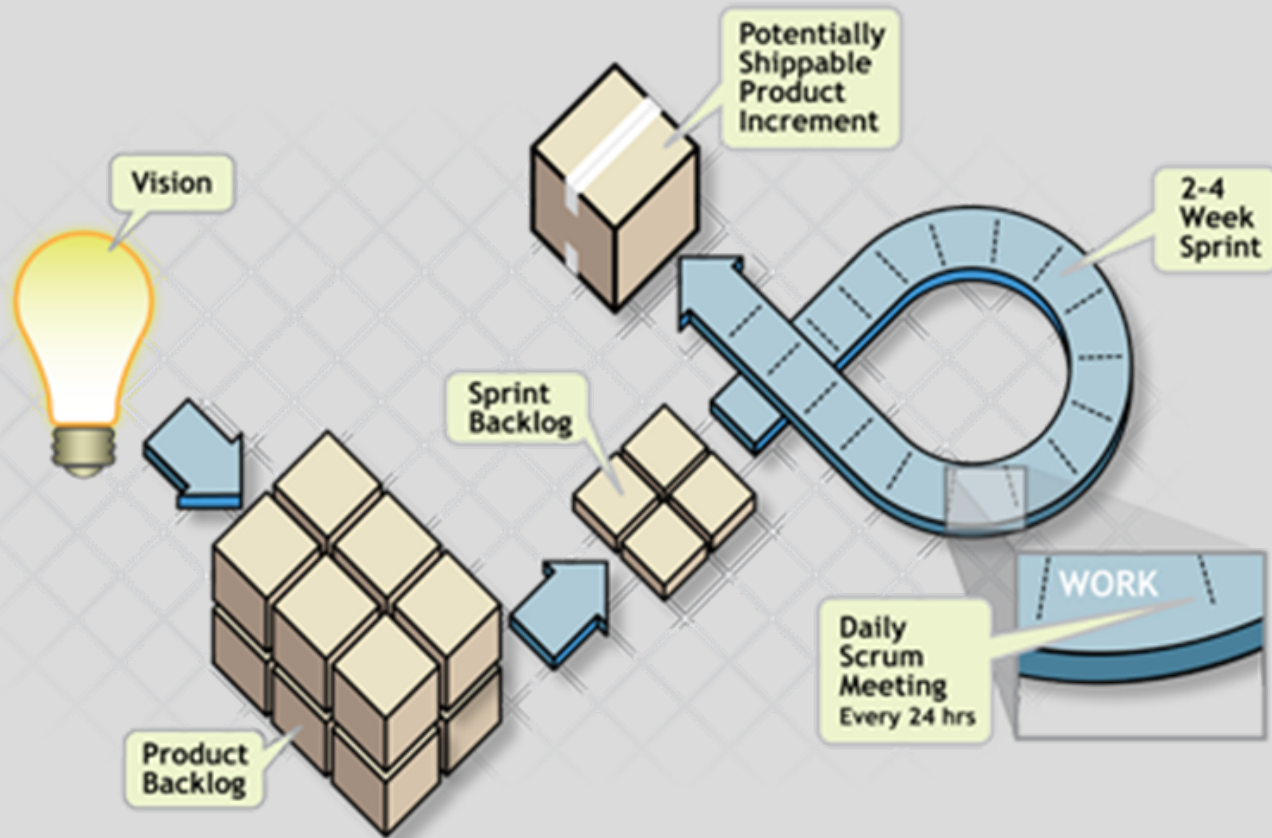 Vision
Potentially
Shippable
Product
Increment
2-4
Week
Sprint
Sprint
Backlog
Product
Backlog
WORK
Daily
Scrum
Meeting
Every 24 hrs